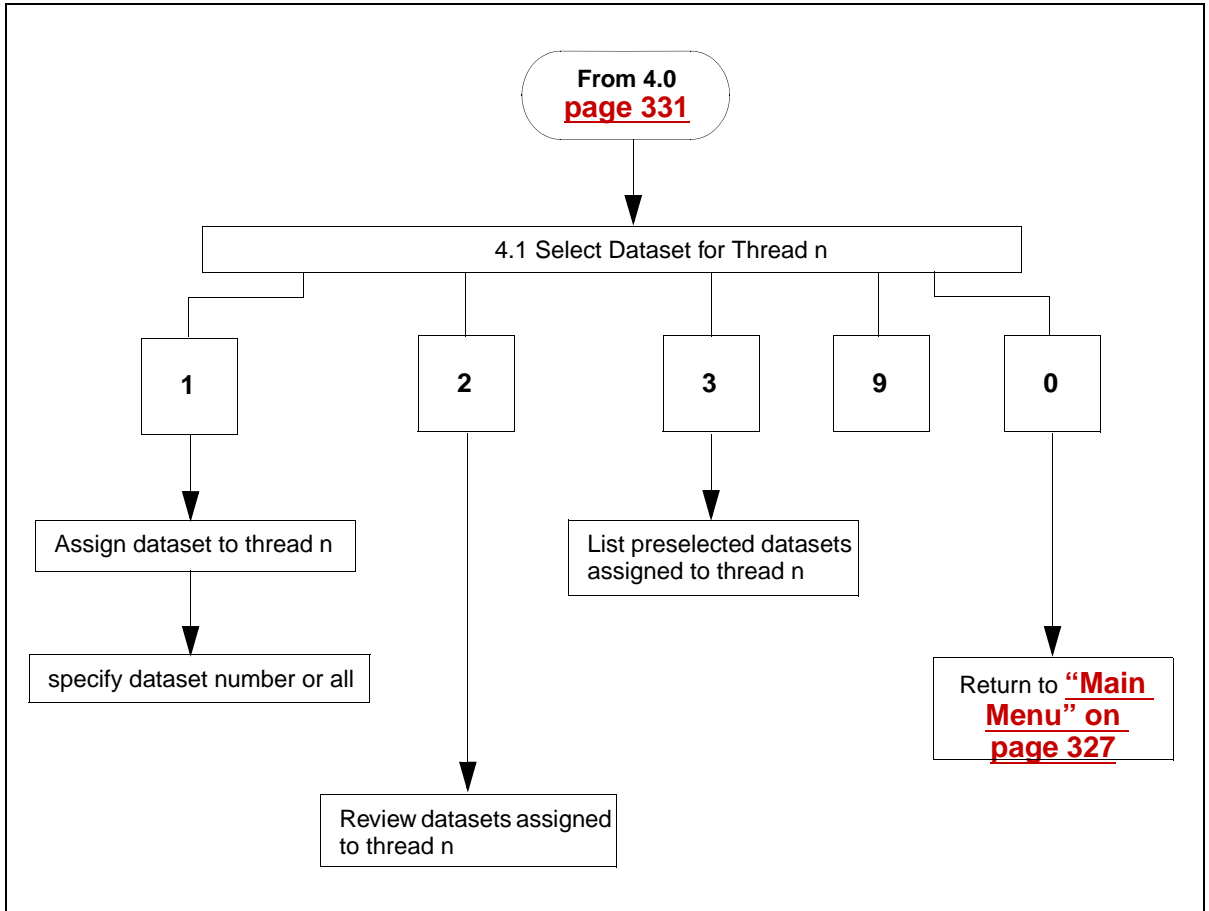 From 4.0
page 331
4.1 Select Dataset for Thread n
1
2
3
9
0
Assign dataset to thread n
List preselected datasets
assigned to thread n
specify dataset number or all
Return to “Main
Menu” on
page 327
Review datasets assigned
to thread n